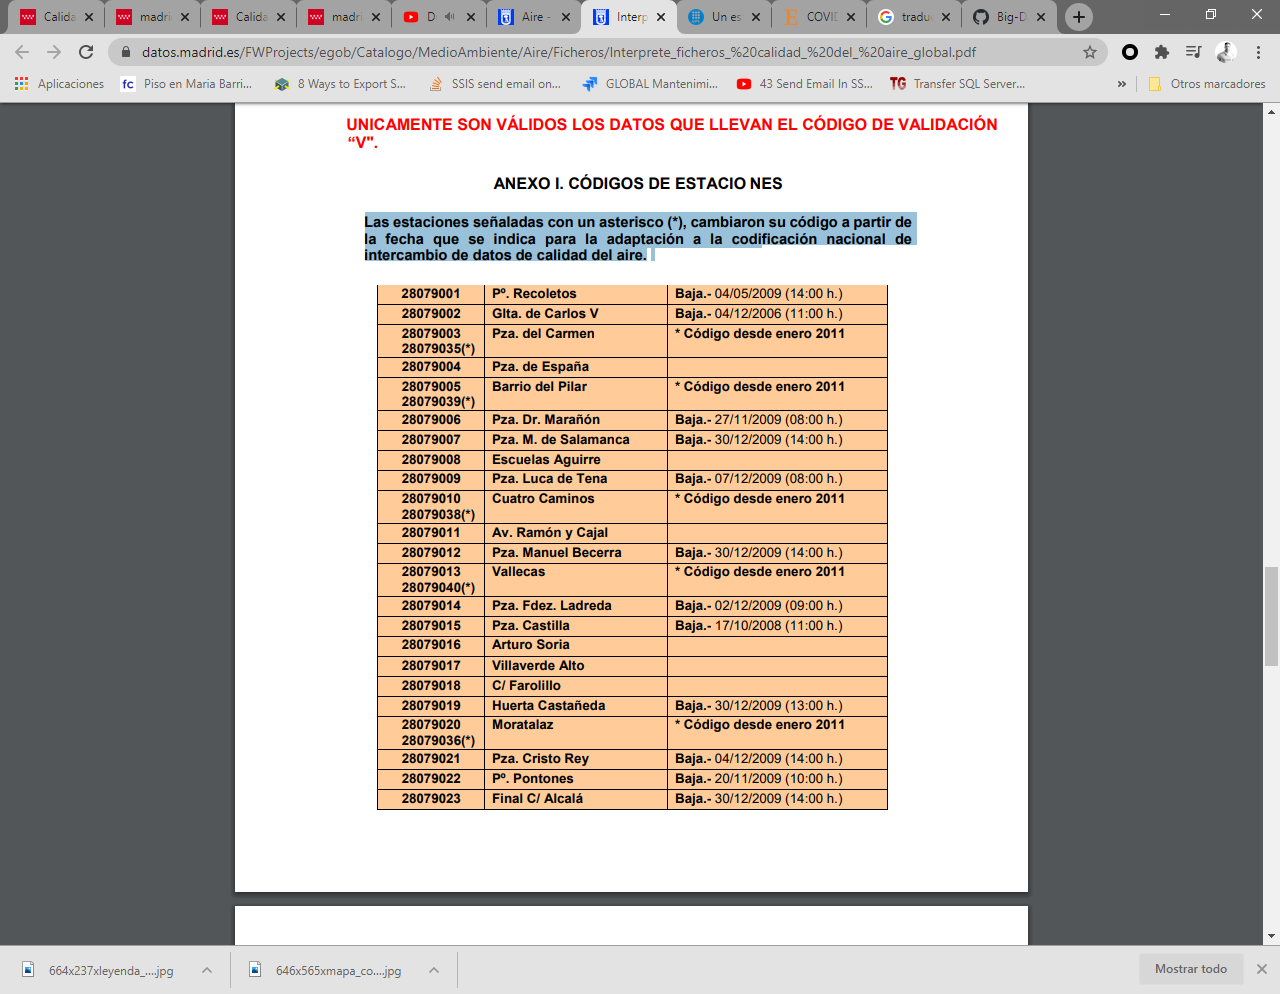 Calida
madri
Calida
madri
D
Aire -
Interp
Un es
COVID
traduc
Big-D
datos.madrid.es/FWProjects/egob/Catalogo/MedioAmbiente/Aire/Ficheros/Interprete_ficheros_%20calidad_%20del_%20aire_global.pdf
Aplicaciones
fc Piso en Maria Barri...
8 Ways to Export S...
SSIS send email on...
GLOBAL Mantenimi...
43 Send Email In SS...
TG Transfer SQL Server...
»
Otros marcadores
UNICAMENTE SON VÁLIDOS LOS DATOS QUE LLEVAN EL CÓDIGO DE VALIDACIÓN
“V".
ANEXO I. CÓDIGOS DE ESTACIO NES
Las estaciones señaladas con un asterisco (*), cambiaron su código a partir de
la fecha que se indica para la adaptación a la codificación nacional de
intercambio de datos de calidad del aire.
28079001 Pº. Recoletos Baja.- 04/05/2009 (14:00 h.)
28079002 Glta. de Carlos V Baja.- 04/12/2006 (11:00 h.)
28079003 Pza. del Carmen * Código desde enero 2011
28079035(*)
28079004 Pza. de España
28079005 Barrio del Pilar * Código desde enero 2011
28079039(*)
28079006 Pza. Dr. Marañón Baja.- 27/11/2009 (08:00 h.)
28079007 Pza. M. de Salamanca Baja.- 30/12/2009 (14:00 h.)
28079008 Escuelas Aguirre
28079009 Pza. Luca de Tena Baja.- 07/12/2009 (08:00 h.)
28079010 Cuatro Caminos * Código desde enero 2011
28079038(*)
28079011 Av. Ramón y Cajal
28079012 Pza. Manuel Becerra Baja.- 30/12/2009 (14:00 h.)
28079013 Vallecas * Código desde enero 2011
28079040(*)
28079014 Pza. Fdez. Ladreda Baja.- 02/12/2009 (09:00 h.)
28079015 Pza. Castilla Baja.- 17/10/2008 (11:00 h.)
28079016 Arturo Soria
28079017 Villaverde Alto
28079018 C/ Farolillo
28079019 Huerta Castañeda Baja.- 30/12/2009 (13:00 h.)
28079020 Moratalaz * Código desde enero 2011
28079036(*)
28079021 Pza. Cristo Rey Baja.- 04/12/2009 (14:00 h.)
28079022 Pº. Pontones Baja.- 20/11/2009 (10:00 h.)
28079023 Final C/ Alcalá Baja.- 30/12/2009 (14:00 h.)
664x237xleyenda_....jpg
646x565xmapa_co....jpg
Mostrar todo